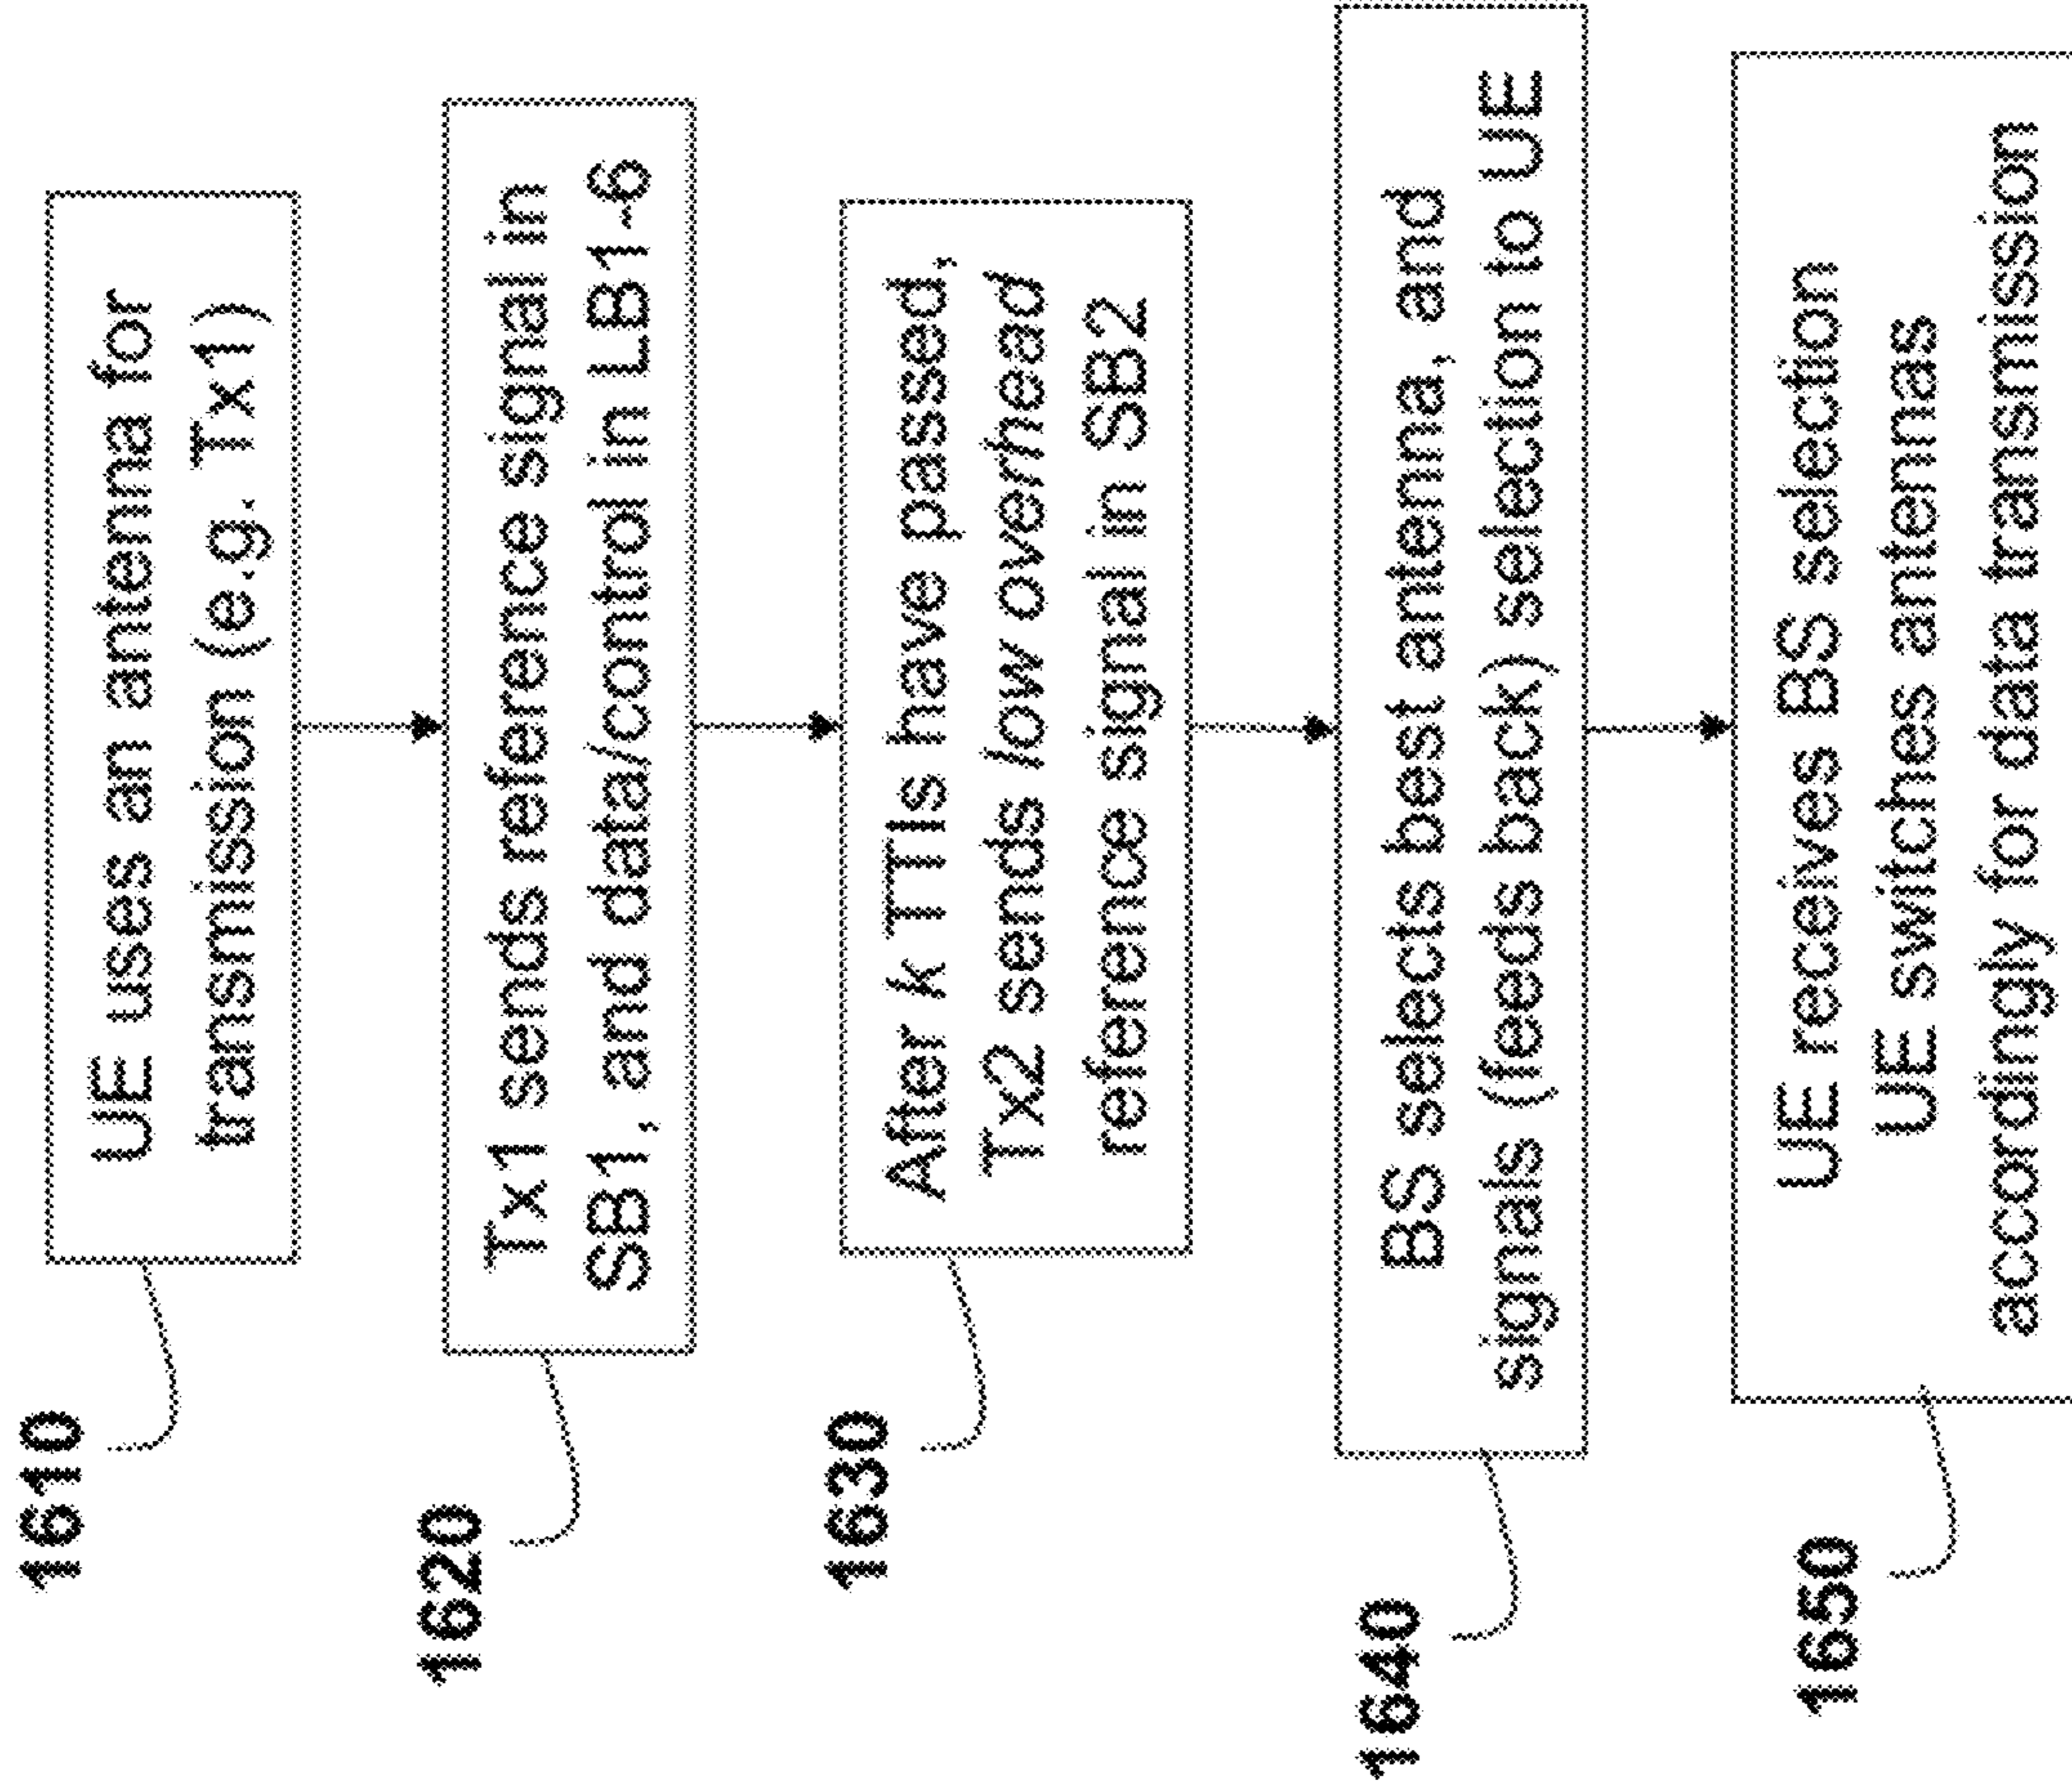 1610
UE uses an antenna for
transmission (e.g. Tx1)
1620
Tx1 sends reference signal in
SB1, and data/control in LB1-6
1630
After k TTIs have passed,
Tx2 sends low overhead
reference signal in SB2
1640
BS selects best antenna, and
signals (feeds back) selection to UE
1650
UE receives BS selection
UE switches antennas
accordingly for data transmission